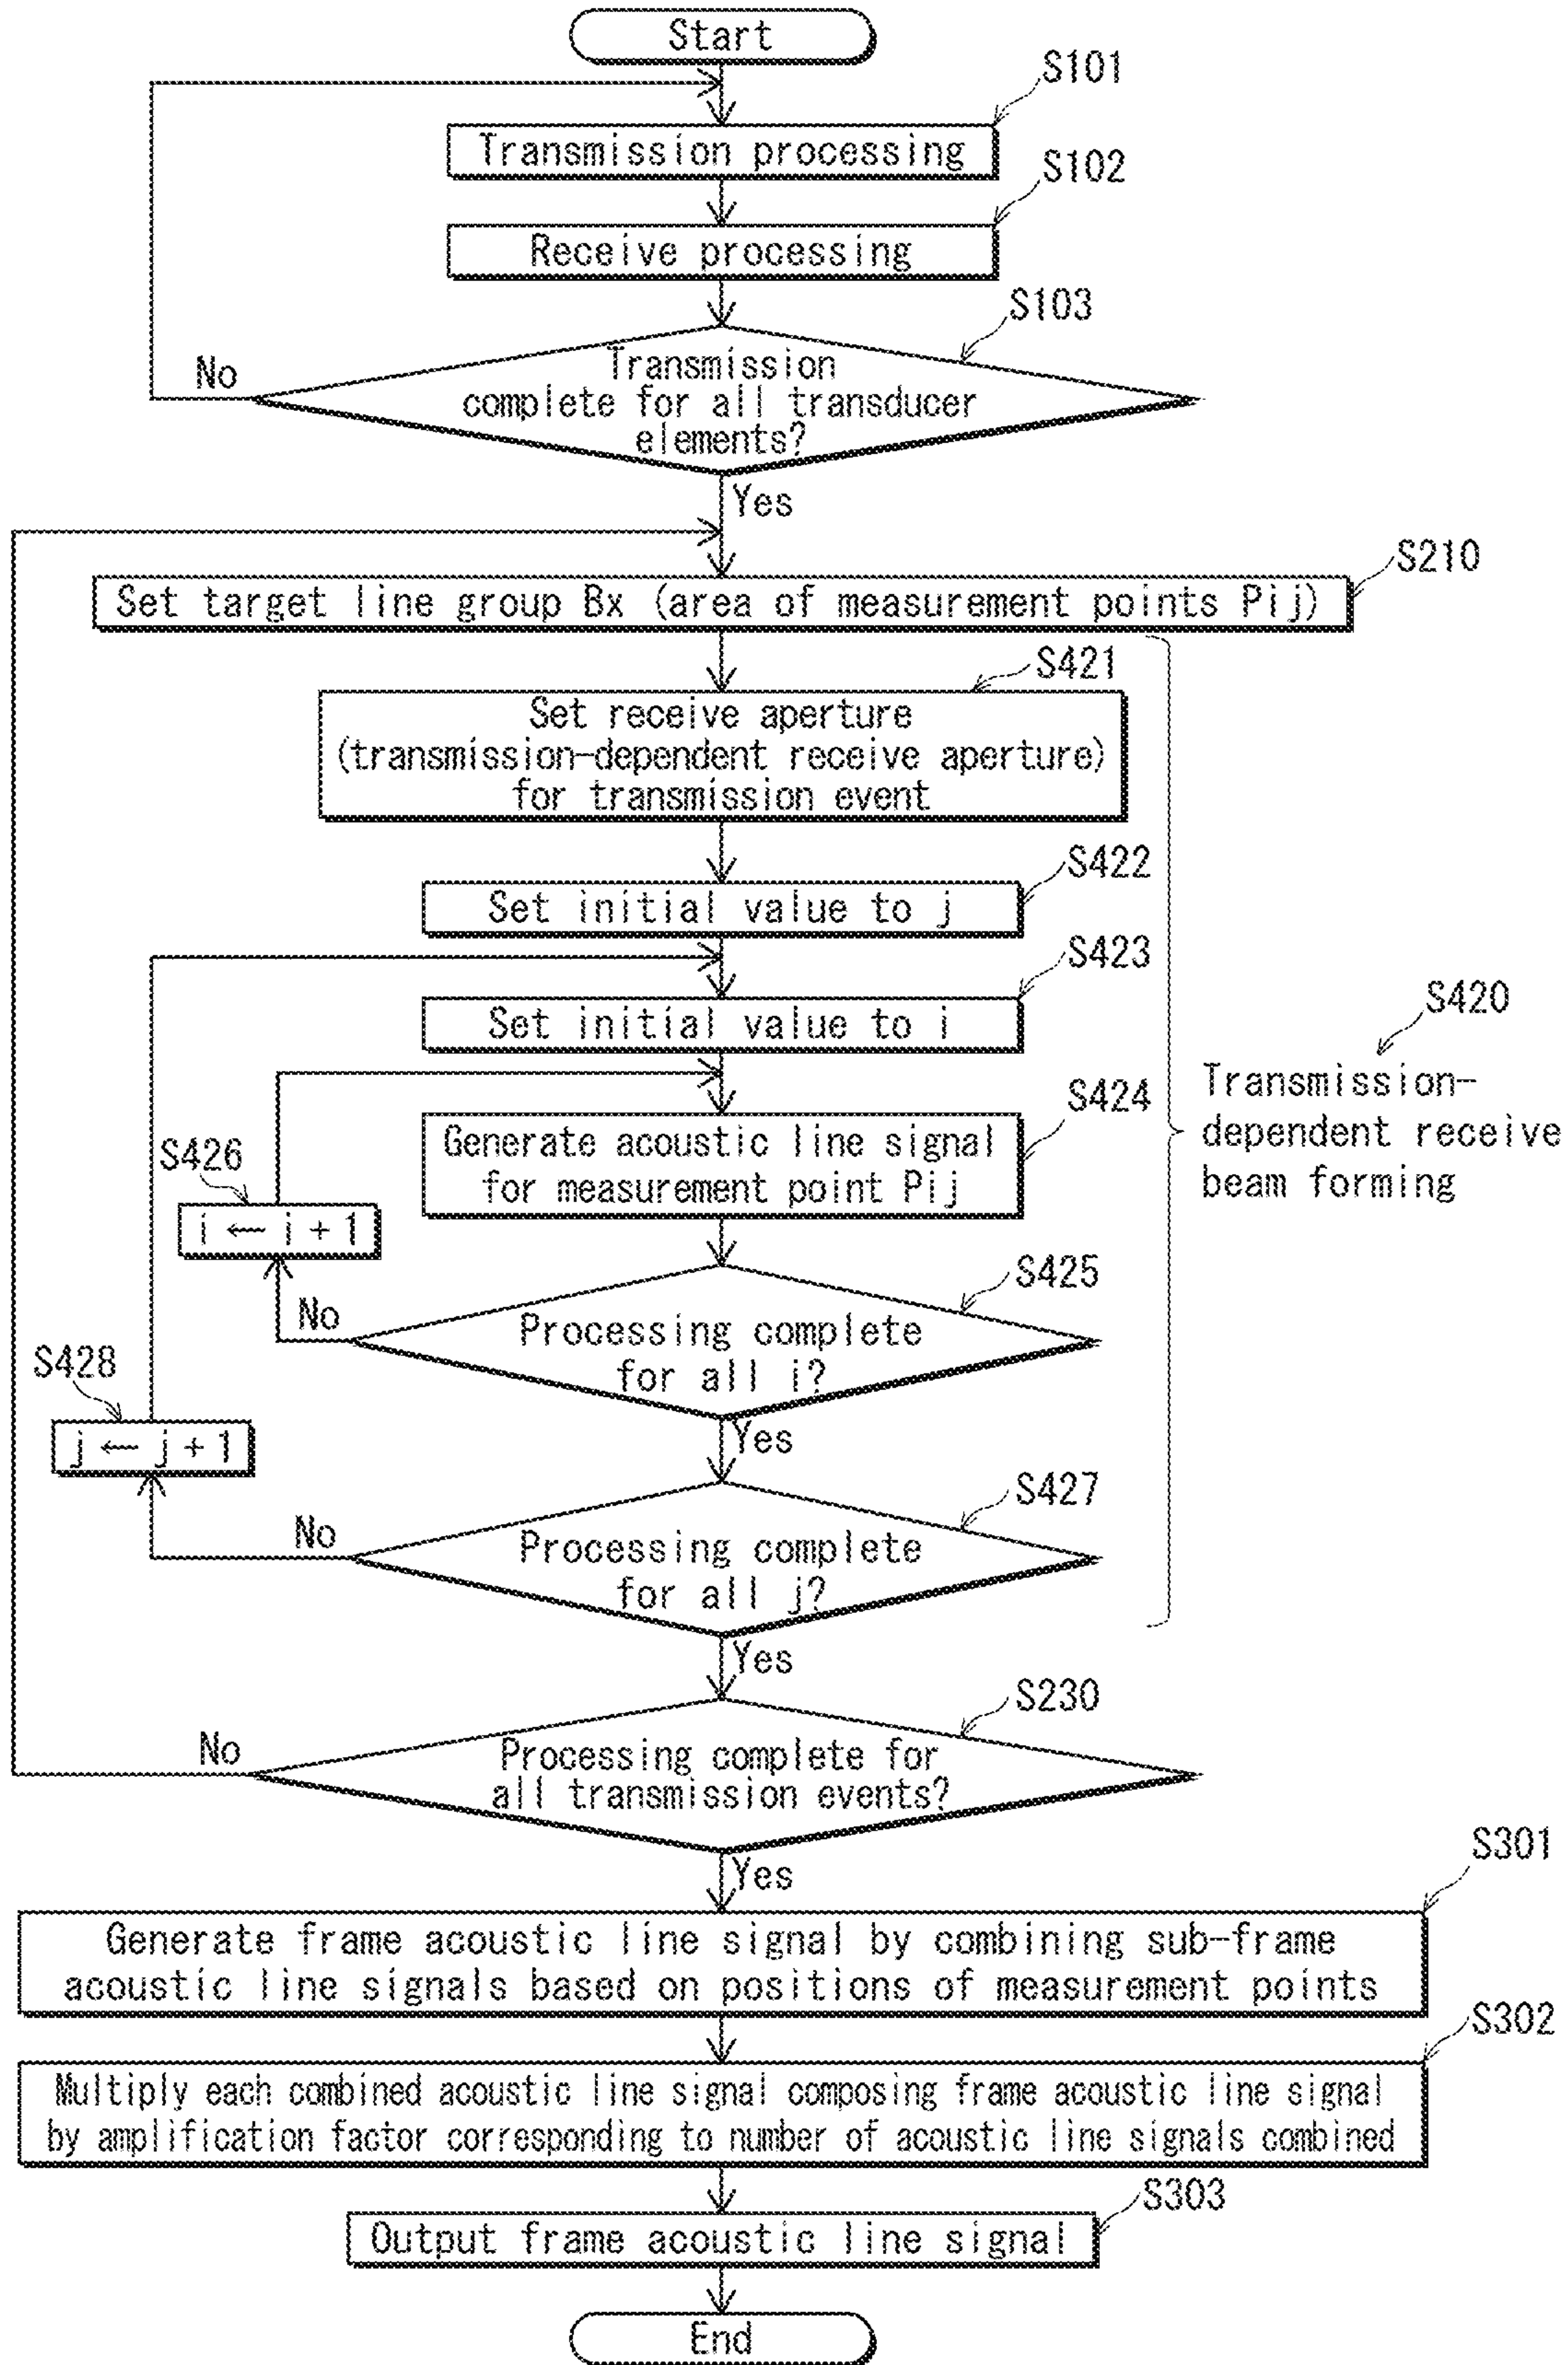 Start
S101
Transmission processing
S102
Receive processing
S103
Transmission
complete for all transducer
elements?
No
Yes
S210
Set target line group Bx (area of measurement points Pij)
S421
Set receive aperture
(transmission-dependent receive aperture)
for transmission event
S422
Set initial value to j
S423
Set initial value to i
S420
Transmission-
dependent receive
beam forming
S424
Generate acoustic line signal
for measurement point Pij
S426
i ← i + 1
S425
No
Processing complete
for all i?
Yes
S428
j ← j + 1
S427
No
Processing complete
for all j?
Yes
S230
No
Processing complete for
all transmission events?
Yes
S301
Generate frame acoustic line signal by combining sub-frame
acoustic line signals based on positions of measurement points
S302
Multiply each combined acoustic line signal composing frame acoustic line signal
by amplification factor corresponding to number of acoustic line signals combined
S303
Output frame acoustic line signal
End